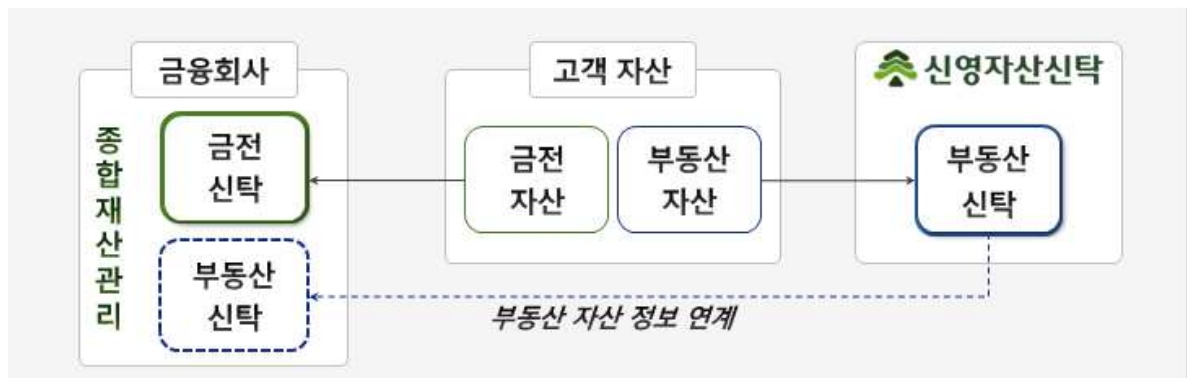 금융회사
종합재산관리
금전
신탁
부동산
신탁
고객 자산
금전
자산
부동산
자산
신영자산신탁
부동산
신탁
부동산 자산 정보 연계